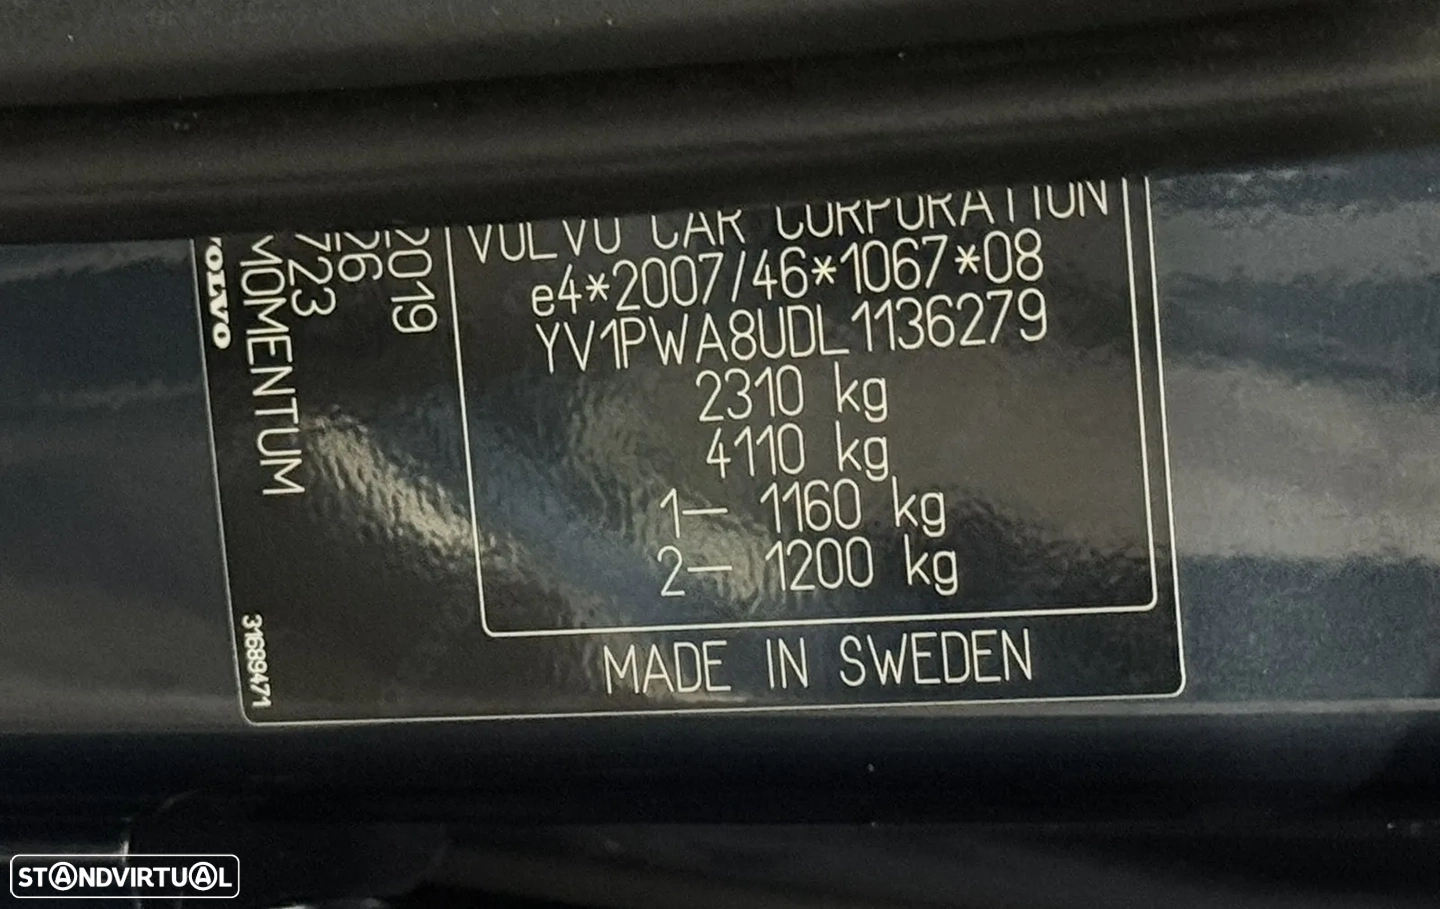 VOLVO CAR CORPORATION
e4*2007/46*1067*08
YV1PWA8UDL1136279
2310 kg
4110 kg
1– 1160 kg
2– 1200 kg
MADE IN SWEDEN
2019
26
723
MOMENTUM
VOLVO
31689471
STANDVIRTUAL